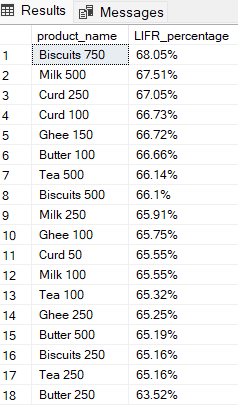 Results Messages
product_name LIFR_percentage
1 Biscuits 750 68.05%
2 Milk 500 67.51%
3 Curd 250 67.05%
4 Curd 100 66.73%
5 Ghee 150 66.72%
6 Butter 100 66.66%
7 Tea 500 66.14%
8 Biscuits 500 66.1%
9 Milk 250 65.91%
10 Ghee 100 65.75%
11 Curd 50 65.55%
12 Milk 100 65.55%
13 Tea 100 65.32%
14 Ghee 250 65.25%
15 Butter 500 65.19%
16 Biscuits 250 65.16%
17 Tea 250 65.16%
18 Butter 250 63.52%